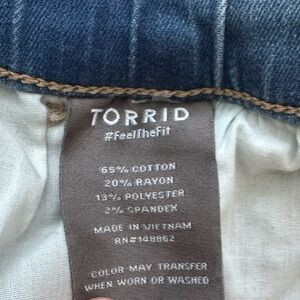 TORRID
#FeelTheFit
65% COTTON
20% RAYON
13% POLYESTER
2% SPANDEX
MADE IN VIETNAM
RN#148862
COLOR MAY TRANSFER
WHEN WORN OR WASHED